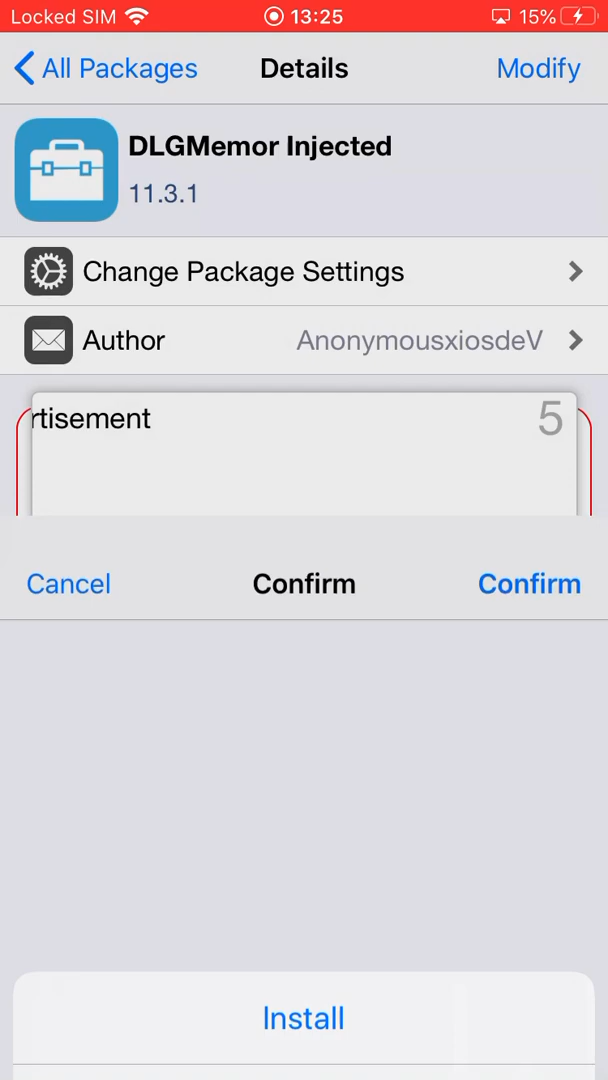 Locked SIM 13:25 15%
All Packages Details Modify
DLGMemor Injected
11.3.1
Change Package Settings
Author AnonymousxiosdeV
rtisement 5
Cancel Confirm Confirm
Install